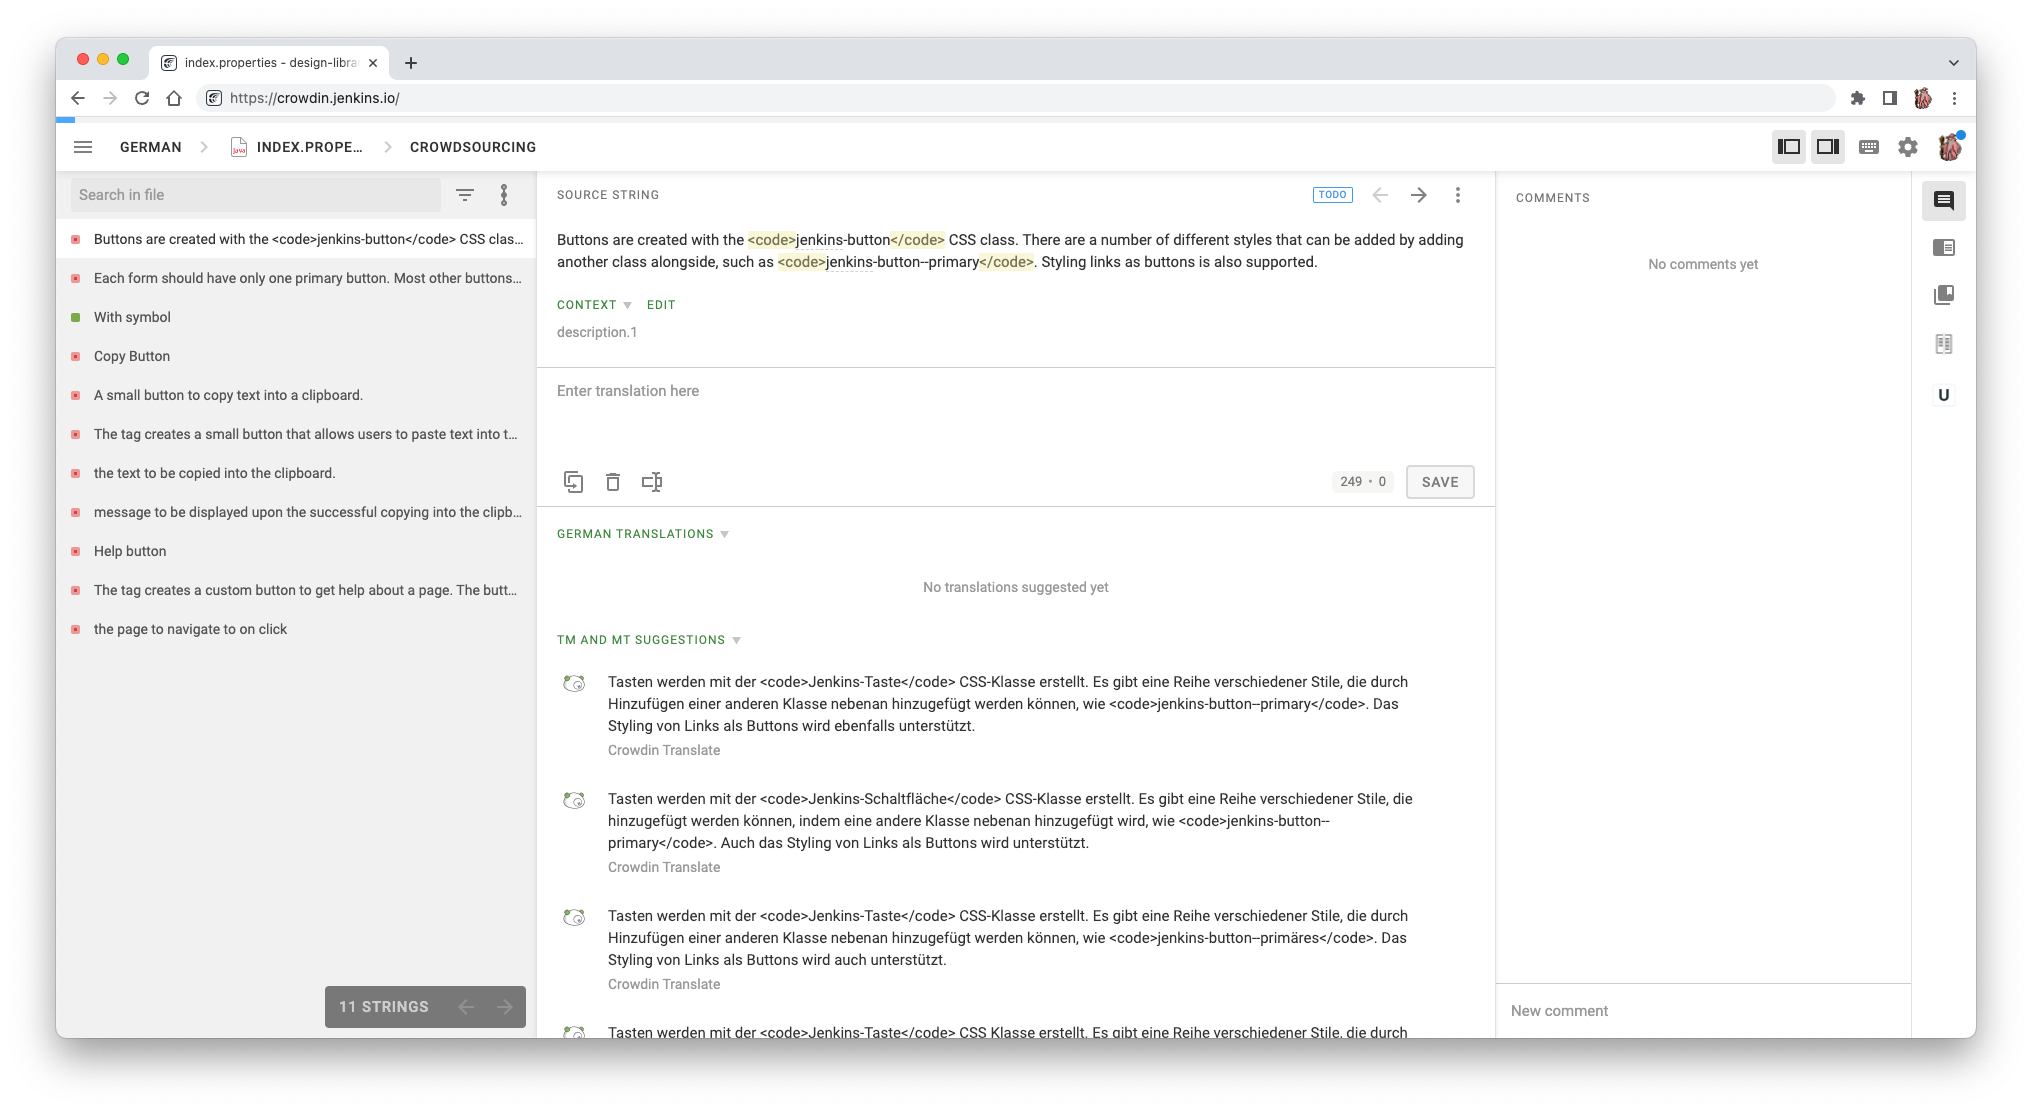 index.properties - design-libra
https://crowdin.jenkins.io/
GERMAN
Java
INDEX.PROPE...
CROWDSOURCING
Search in file
Buttons are created with the <code>jenkins-button</code> CSS clas...
Each form should have only one primary button. Most other buttons...
With symbol
Copy Button
A small button to copy text into a clipboard.
The tag creates a small button that allows users to paste text into t...
the text to be copied into the clipboard.
message to be displayed upon the successful copying into the clipb...
Help button
The tag creates a custom button to get help about a page. The butt...
the page to navigate to on click
11 STRINGS
SOURCE STRING
TODO
Buttons are created with the <code>jenkins-button</code> CSS class. There are a number of different styles that can be added by adding
another class alongside, such as <code>jenkins-button--primary</code>. Styling links as buttons is also supported.
CONTEXT EDIT
description.1
Enter translation here
249 • 0
SAVE
GERMAN TRANSLATIONS
No translations suggested yet
TM AND MT SUGGESTIONS
Tasten werden mit der <code>Jenkins-Taste</code> CSS-Klasse erstellt. Es gibt eine Reihe verschiedener Stile, die durch
Hinzufügen einer anderen Klasse nebenan hinzugefügt werden können, wie <code>jenkins-button--primary</code>. Das
Styling von Links als Buttons wird ebenfalls unterstützt.
Crowdin Translate
Tasten werden mit der <code>Jenkins-Schaltfläche</code> CSS-Klasse erstellt. Es gibt eine Reihe verschiedener Stile, die
hinzugefügt werden können, indem eine andere Klasse nebenan hinzugefügt wird, wie <code>jenkins-button--
primary</code>. Auch das Styling von Links als Buttons wird unterstützt.
Crowdin Translate
Tasten werden mit der <code>Jenkins-Taste</code> CSS-Klasse erstellt. Es gibt eine Reihe verschiedener Stile, die durch
Hinzufügen einer anderen Klasse nebenan hinzugefügt werden können, wie <code>jenkins-button--primäres</code>. Das
Styling von Links als Buttons wird auch unterstützt.
Crowdin Translate
Tasten werden mit der <code>Jenkins-Taste</code> CSS Klasse erstellt. Es gibt eine Reihe verschiedener Stile, die durch
COMMENTS
No comments yet
New comment
U